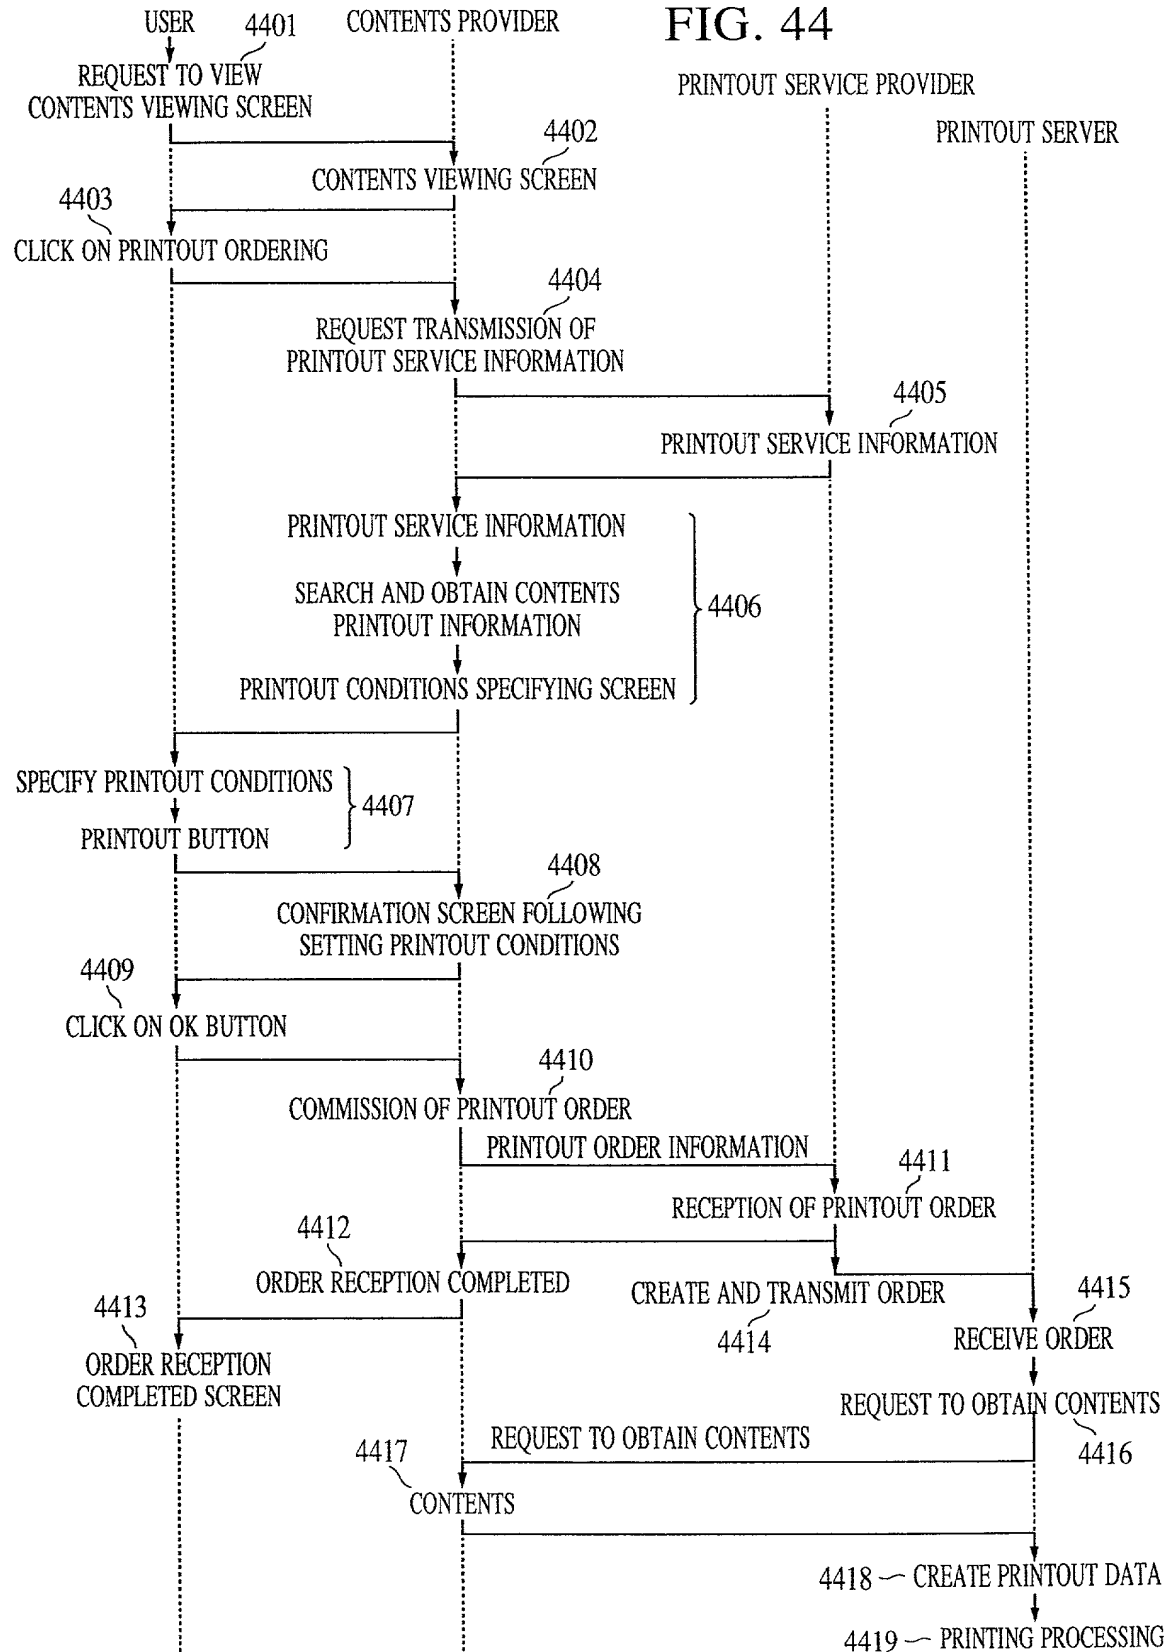 FIG. 44
USER
CONTENTS PROVIDER
PRINTOUT SERVICE PROVIDER
PRINTOUT SERVER
4401
REQUEST TO VIEW
CONTENTS VIEWING SCREEN
4402
CONTENTS VIEWING SCREEN
4403
CLICK ON PRINTOUT ORDERING
4404
REQUEST TRANSMISSION OF
PRINTOUT SERVICE INFORMATION
4405
PRINTOUT SERVICE INFORMATION
PRINTOUT SERVICE INFORMATION
SEARCH AND OBTAIN CONTENTS
PRINTOUT INFORMATION
4406
PRINTOUT CONDITIONS SPECIFYING SCREEN
SPECIFY PRINTOUT CONDITIONS
4407
PRINTOUT BUTTON
4408
CONFIRMATION SCREEN FOLLOWING
SETTING PRINTOUT CONDITIONS
4409
CLICK ON OK BUTTON
4410
COMMISSION OF PRINTOUT ORDER
PRINTOUT ORDER INFORMATION
4411
RECEPTION OF PRINTOUT ORDER
4412
ORDER RECEPTION COMPLETED
CREATE AND TRANSMIT ORDER
4414
4413
ORDER RECEPTION
COMPLETED SCREEN
4415
RECEIVE ORDER
REQUEST TO OBTAIN CONTENTS
4416
REQUEST TO OBTAIN CONTENTS
4417
CONTENTS
4418 CREATE PRINTOUT DATA
4419 PRINTING PROCESSING